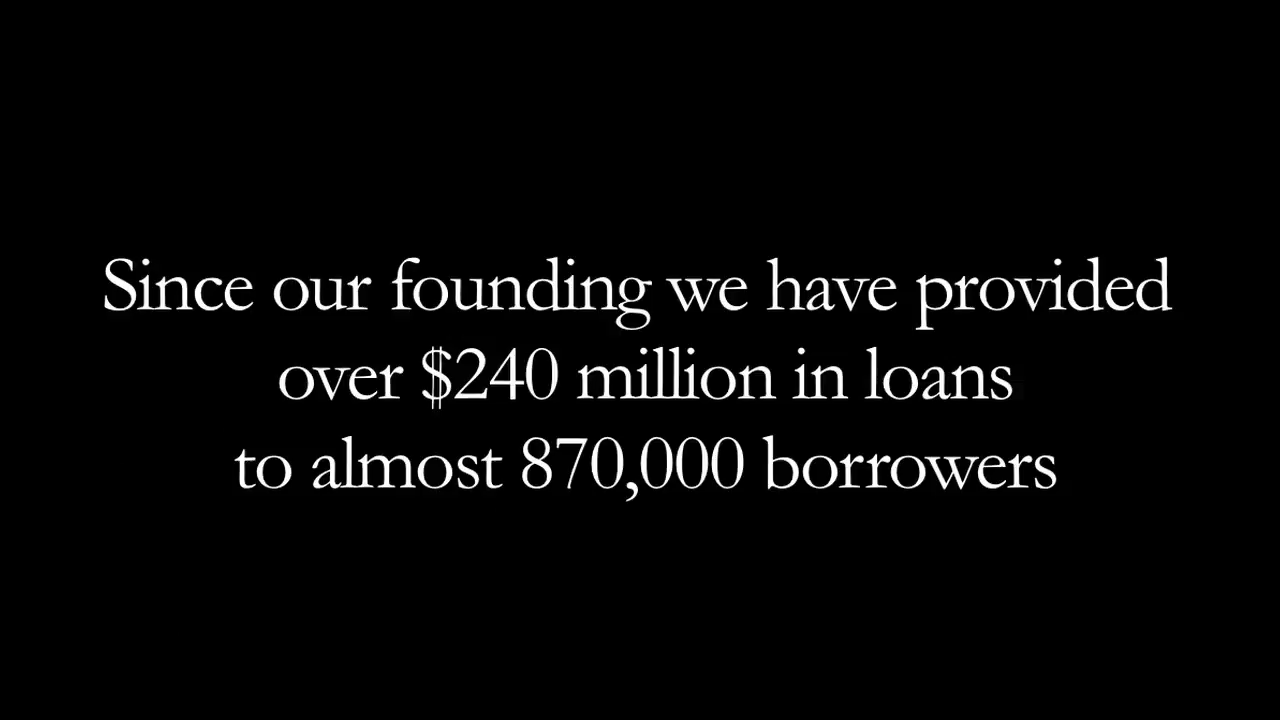 Since our founding we have provided
over $240 million in loans
to almost 870,000 borrowers